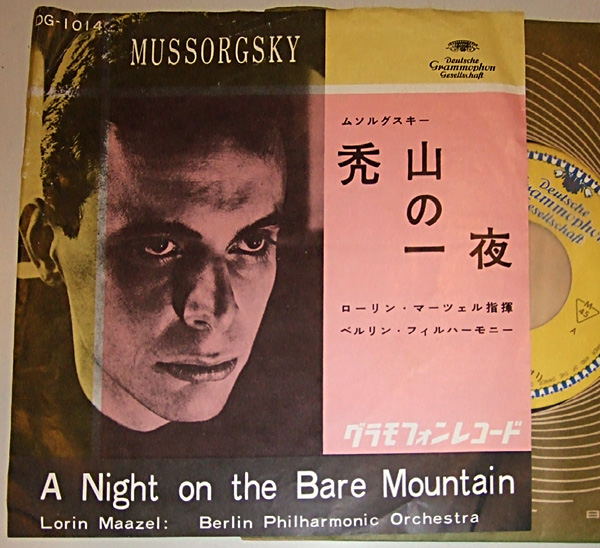 DG-1014
MUSSORGSKY
Deutsche
Grammophon
Gesellschaft
ムソルグスキー
禿山の一夜
ローリン・マーツェル指揮
ベルリン・フィルハーモニー
グラモフォンレコード
A Night on the Bare Mountain
Lorin Maazel: Berlin Philharmonic Orchestra
Deutsche
Grammophon
Gesellschaft
M
45
A